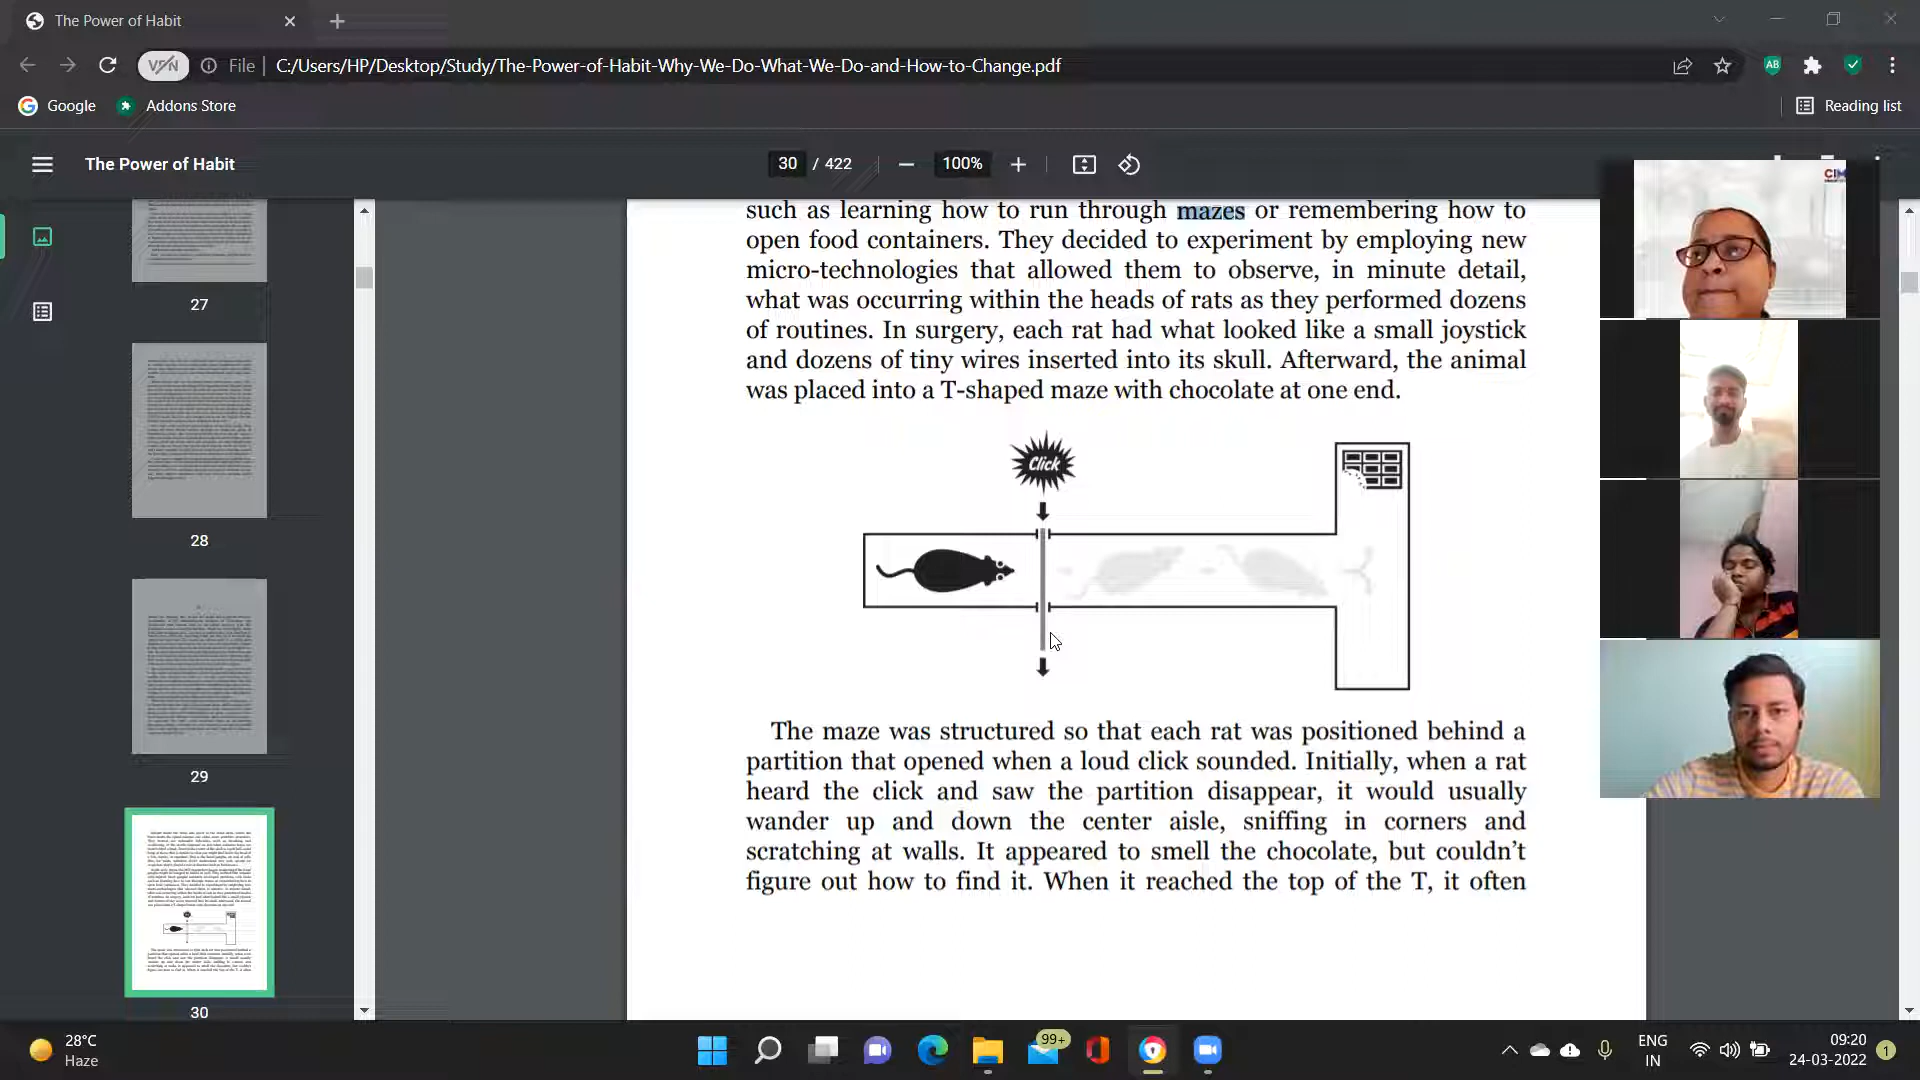 The Power of Habit
VPN
File
C:/Users/HP/Desktop/Study/The-Power-of-Habit-Why-We-Do-What-We-Do-and-How-to-Change.pdf
AB
Google
Addons Store
Reading list
The Power of Habit
30 / 422
100%
27
28
29
30
such as learning how to run through mazes or remembering how to
open food containers. They decided to experiment by employing new
micro-technologies that allowed them to observe, in minute detail,
what was occurring within the heads of rats as they performed dozens
of routines. In surgery, each rat had what looked like a small joystick
and dozens of tiny wires inserted into its skull. Afterward, the animal
was placed into a T-shaped maze with chocolate at one end.
Click
The maze was structured so that each rat was positioned behind a
partition that opened when a loud click sounded. Initially, when a rat
heard the click and saw the partition disappear, it would usually
wander up and down the center aisle, sniffing in corners and
scratching at walls. It appeared to smell the chocolate, but couldn’t
figure out how to find it. When it reached the top of the T, it often
28°C
Haze
99+
ENG
IN
09:20
24-03-2022
1